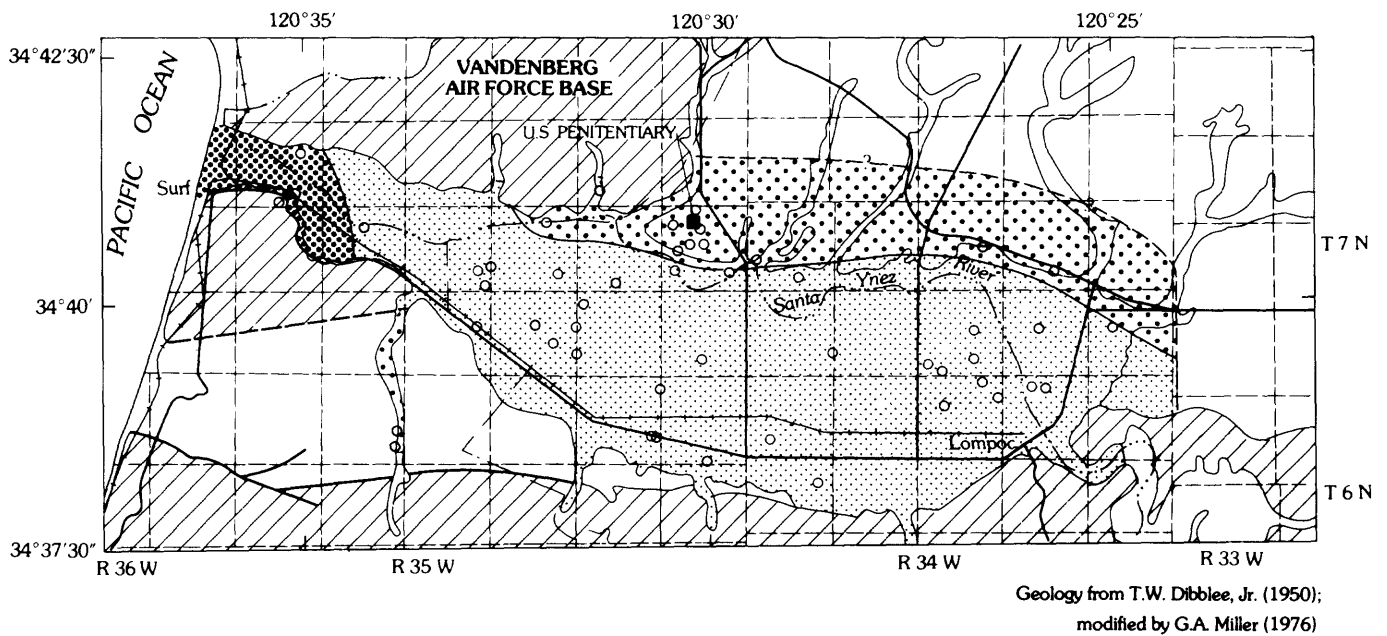 120°35'
120°30'
120°25'
34°42'30"
PACIFIC OCEAN
VANDENBERG
AIR FORCE BASE
U.S PENITENTIARY
?
Surf
T 7 N
34°40'
Santa Ynez River
Lompoc
T 6 N
34°37'30"
R 36 W
R 35 W
R 34 W
R 33 W
Geology from T.W. Dibblee, Jr. (1950);
modified by G.A. Miller (1976)